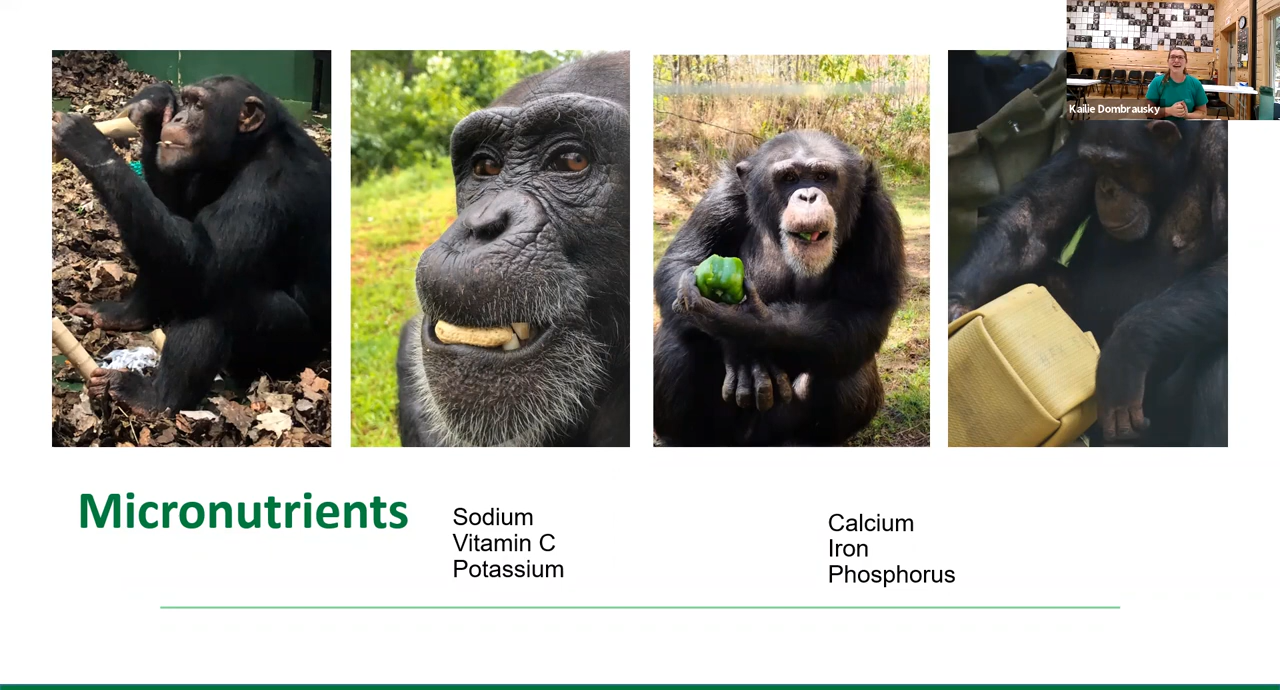 Kailie Dombrausky
Micronutrients
Sodium
Vitamin C
Potassium
Calcium
Iron
Phosphorus